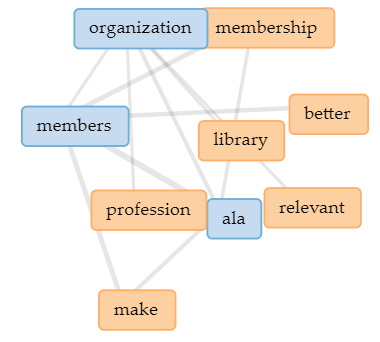 organization
membership
better
members
library
profession
ala
relevant
make